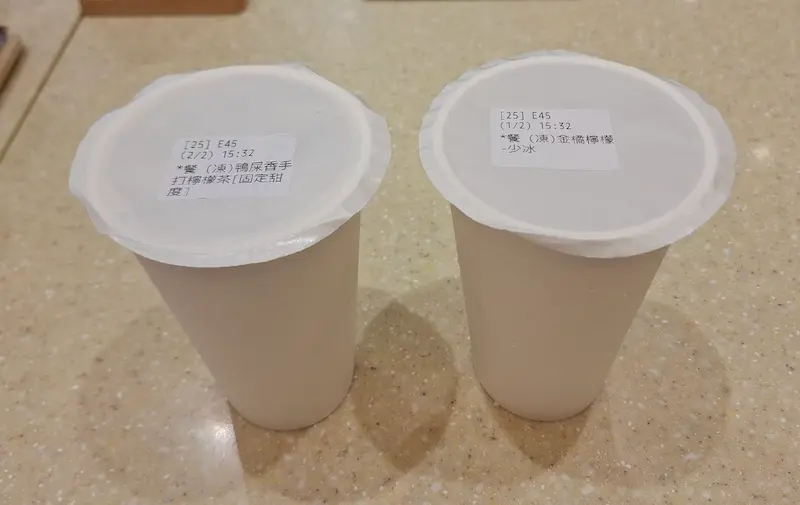 [25] E45
(2/2) 15:32
*餐 (凍)鴨屎香手
打檸檬茶[固定甜
度]
[25] E45
(1/2) 15:32
*餐 (凍)金橘檸檬
-少冰